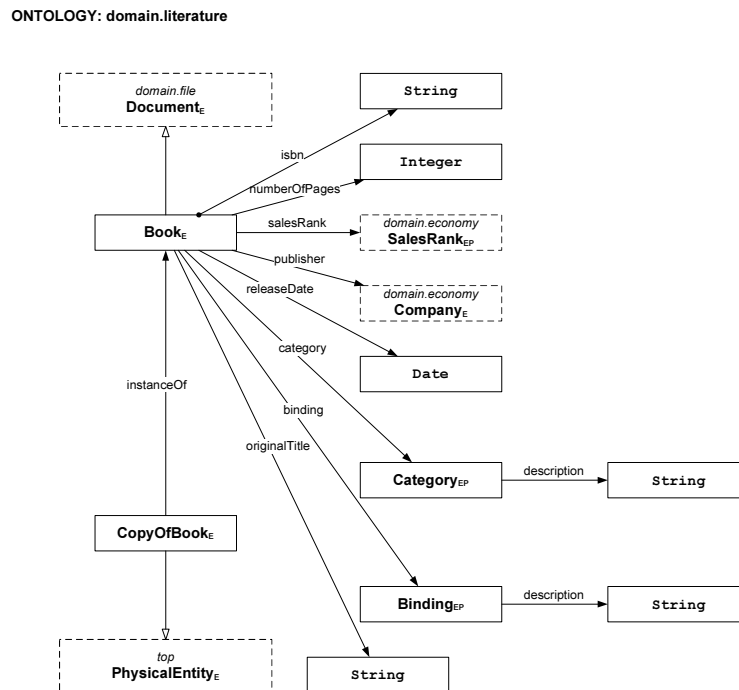 ONTOLOGY: domain.literature
domain.file
DocumentE
String
isbn
Integer
numberOfPages
BookE
salesRank
domain.economy
SalesRankEP
publisher
releaseDate
domain.economy
CompanyE
category
Date
instanceOf
binding
originalTitle
CategoryEP
description
String
CopyOfBookE
BindingEP
description
String
top
PhysicalEntityE
String